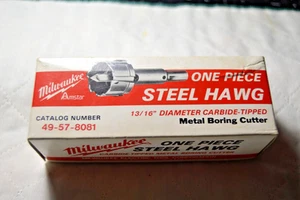 Milwaukee
Amstar
ONE PIECE
STEEL HAWG
13/16" DIAMETER CARBIDE-TIPPED
Metal Boring Cutter
CATALOG NUMBER
49-57-8081
Milwaukee
ONE PIECE
STEEL HAWG